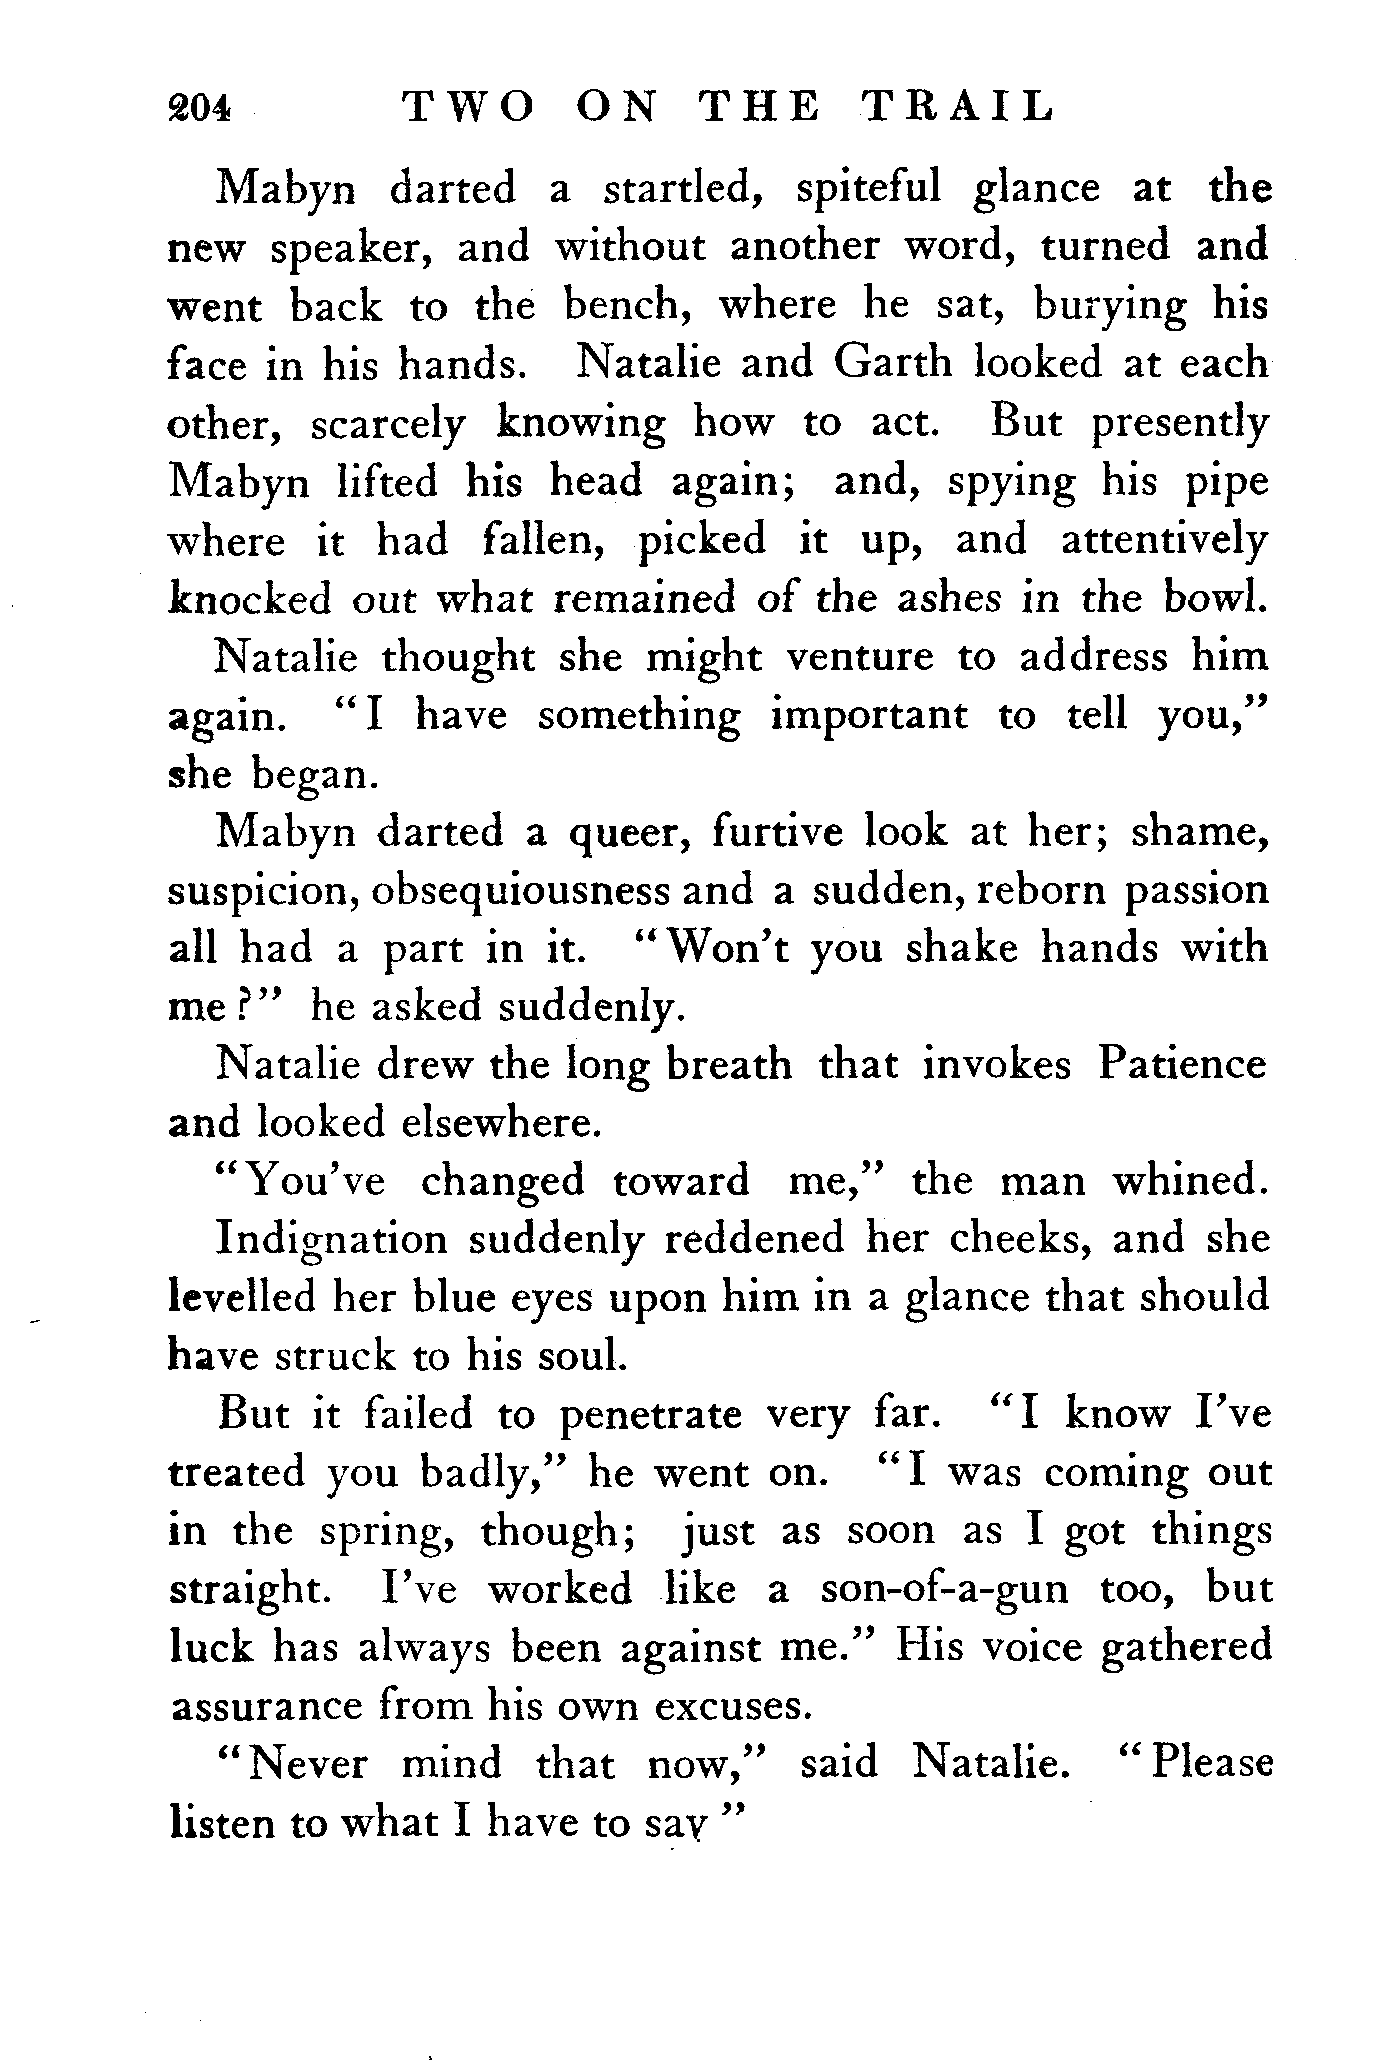 204 TWO ON THE TRAIL
Mabyn darted a startled, spiteful glance at the
new speaker, and without another word, turned and
went back to the bench, where he sat, burying his
face in his hands. Natalie and Garth looked at each
other, scarcely knowing how to act. But presently
Mabyn lifted his head again; and, spying his pipe
where it had fallen, picked it up, and attentively
knocked out what remained of the ashes in the bowl.
Natalie thought she might venture to address him
again. “I have something important to tell you,”
she began.
Mabyn darted a queer, furtive look at her; shame,
suspicion, obsequiousness and a sudden, reborn passion
all had a part in it. “Won’t you shake hands with
me?” he asked suddenly.
Natalie drew the long breath that invokes Patience
and looked elsewhere.
“You’ve changed toward me,” the man whined.
Indignation suddenly reddened her cheeks, and she
levelled her blue eyes upon him in a glance that should
have struck to his soul.
But it failed to penetrate very far. “I know I’ve
treated you badly,” he went on. “I was coming out
in the spring, though; just as soon as I got things
straight. I’ve worked like a son-of-a-gun too, but
luck has always been against me.” His voice gathered
assurance from his own excuses.
“Never mind that now,” said Natalie. “Please
listen to what I have to say”